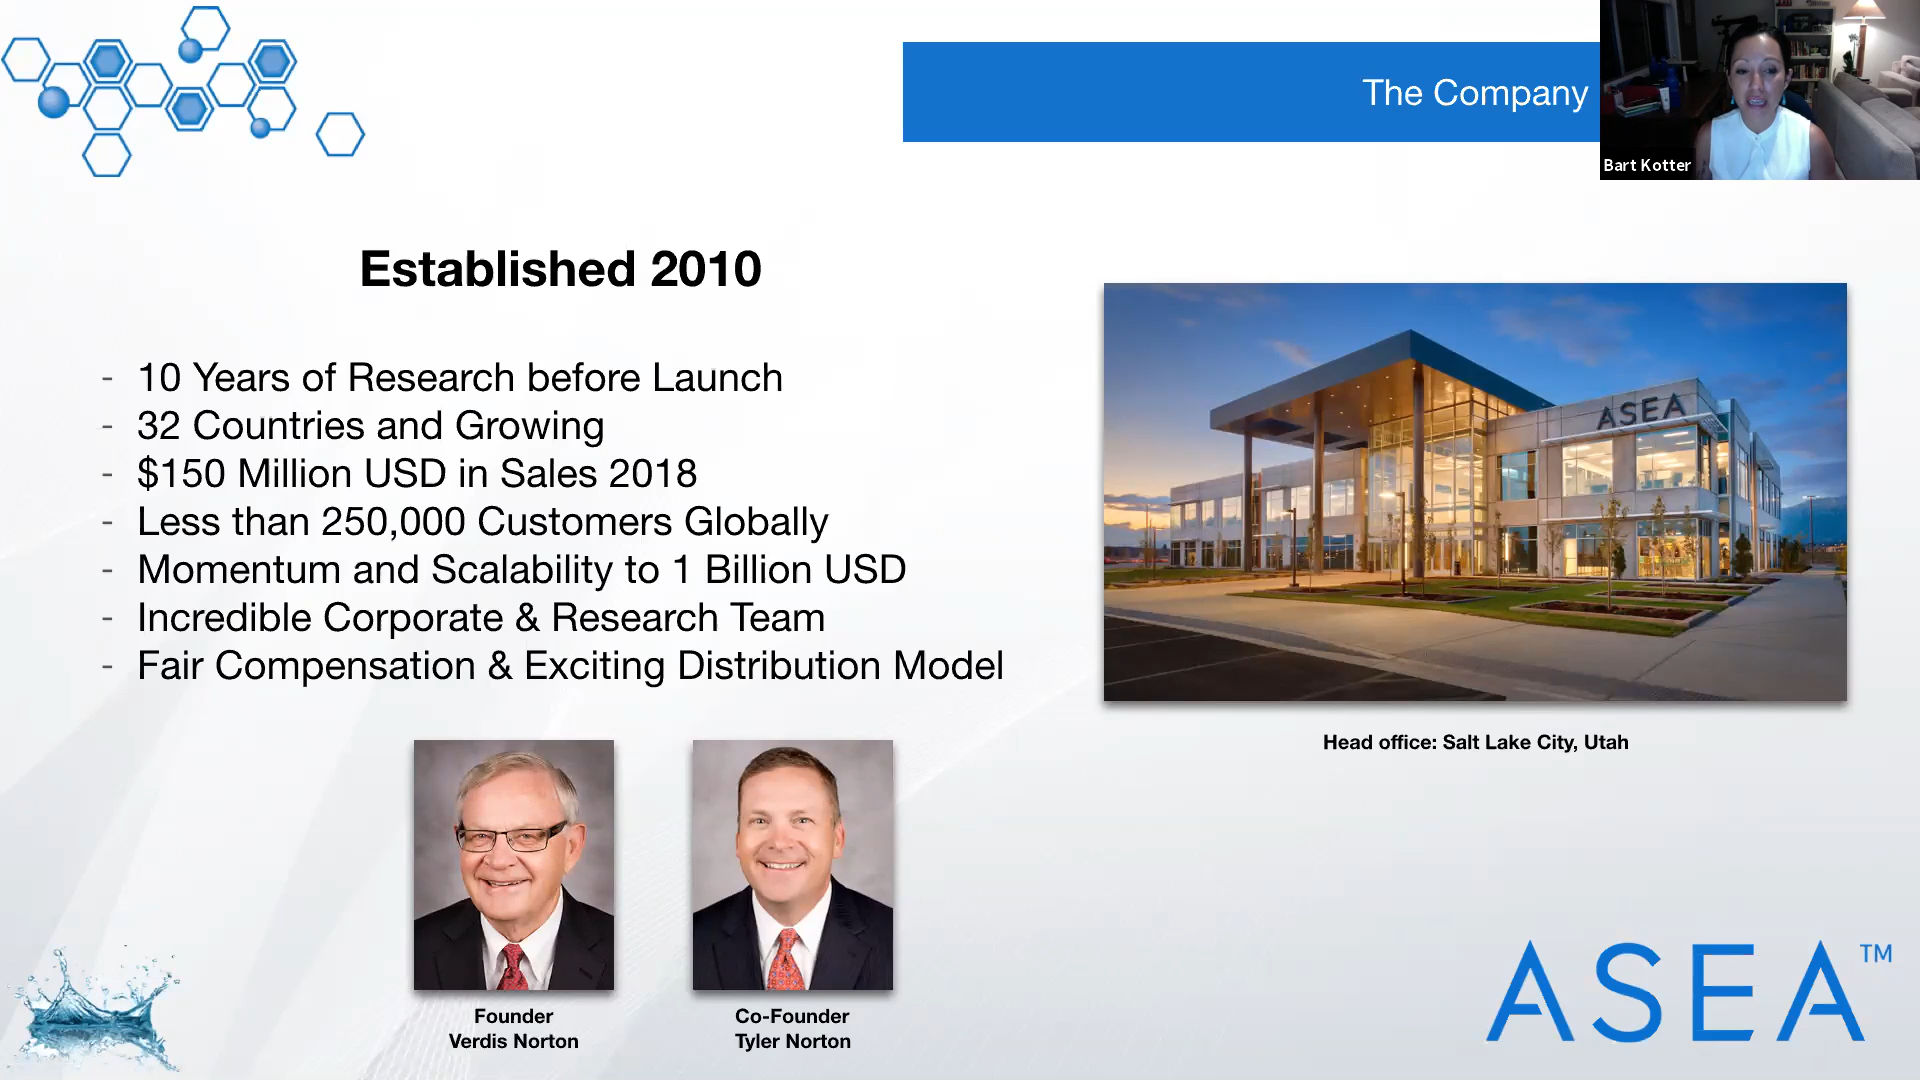 The Company
Bart Kotter
Established 2010
- 10 Years of Research before Launch
- 32 Countries and Growing
- $150 Million USD in Sales 2018
- Less than 250,000 Customers Globally
- Momentum and Scalability to 1 Billion USD
- Incredible Corporate & Research Team
- Fair Compensation & Exciting Distribution Model
ASEA
Head office: Salt Lake City, Utah
Founder
Verdis Norton
Co-Founder
Tyler Norton
ASEA™